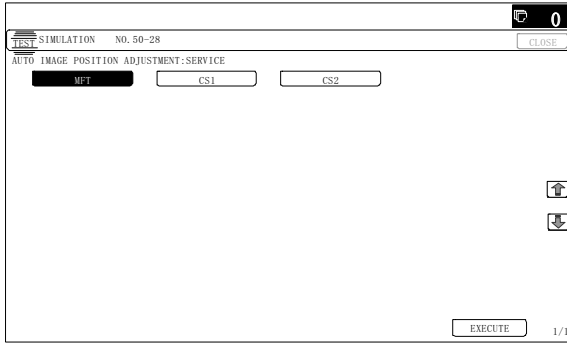 0
TEST SIMULATION NO. 50-28 CLOSE
AUTO IMAGE POSITION ADJUSTMENT:SERVICE
MFT CS1 CS2
EXECUTE 1/1